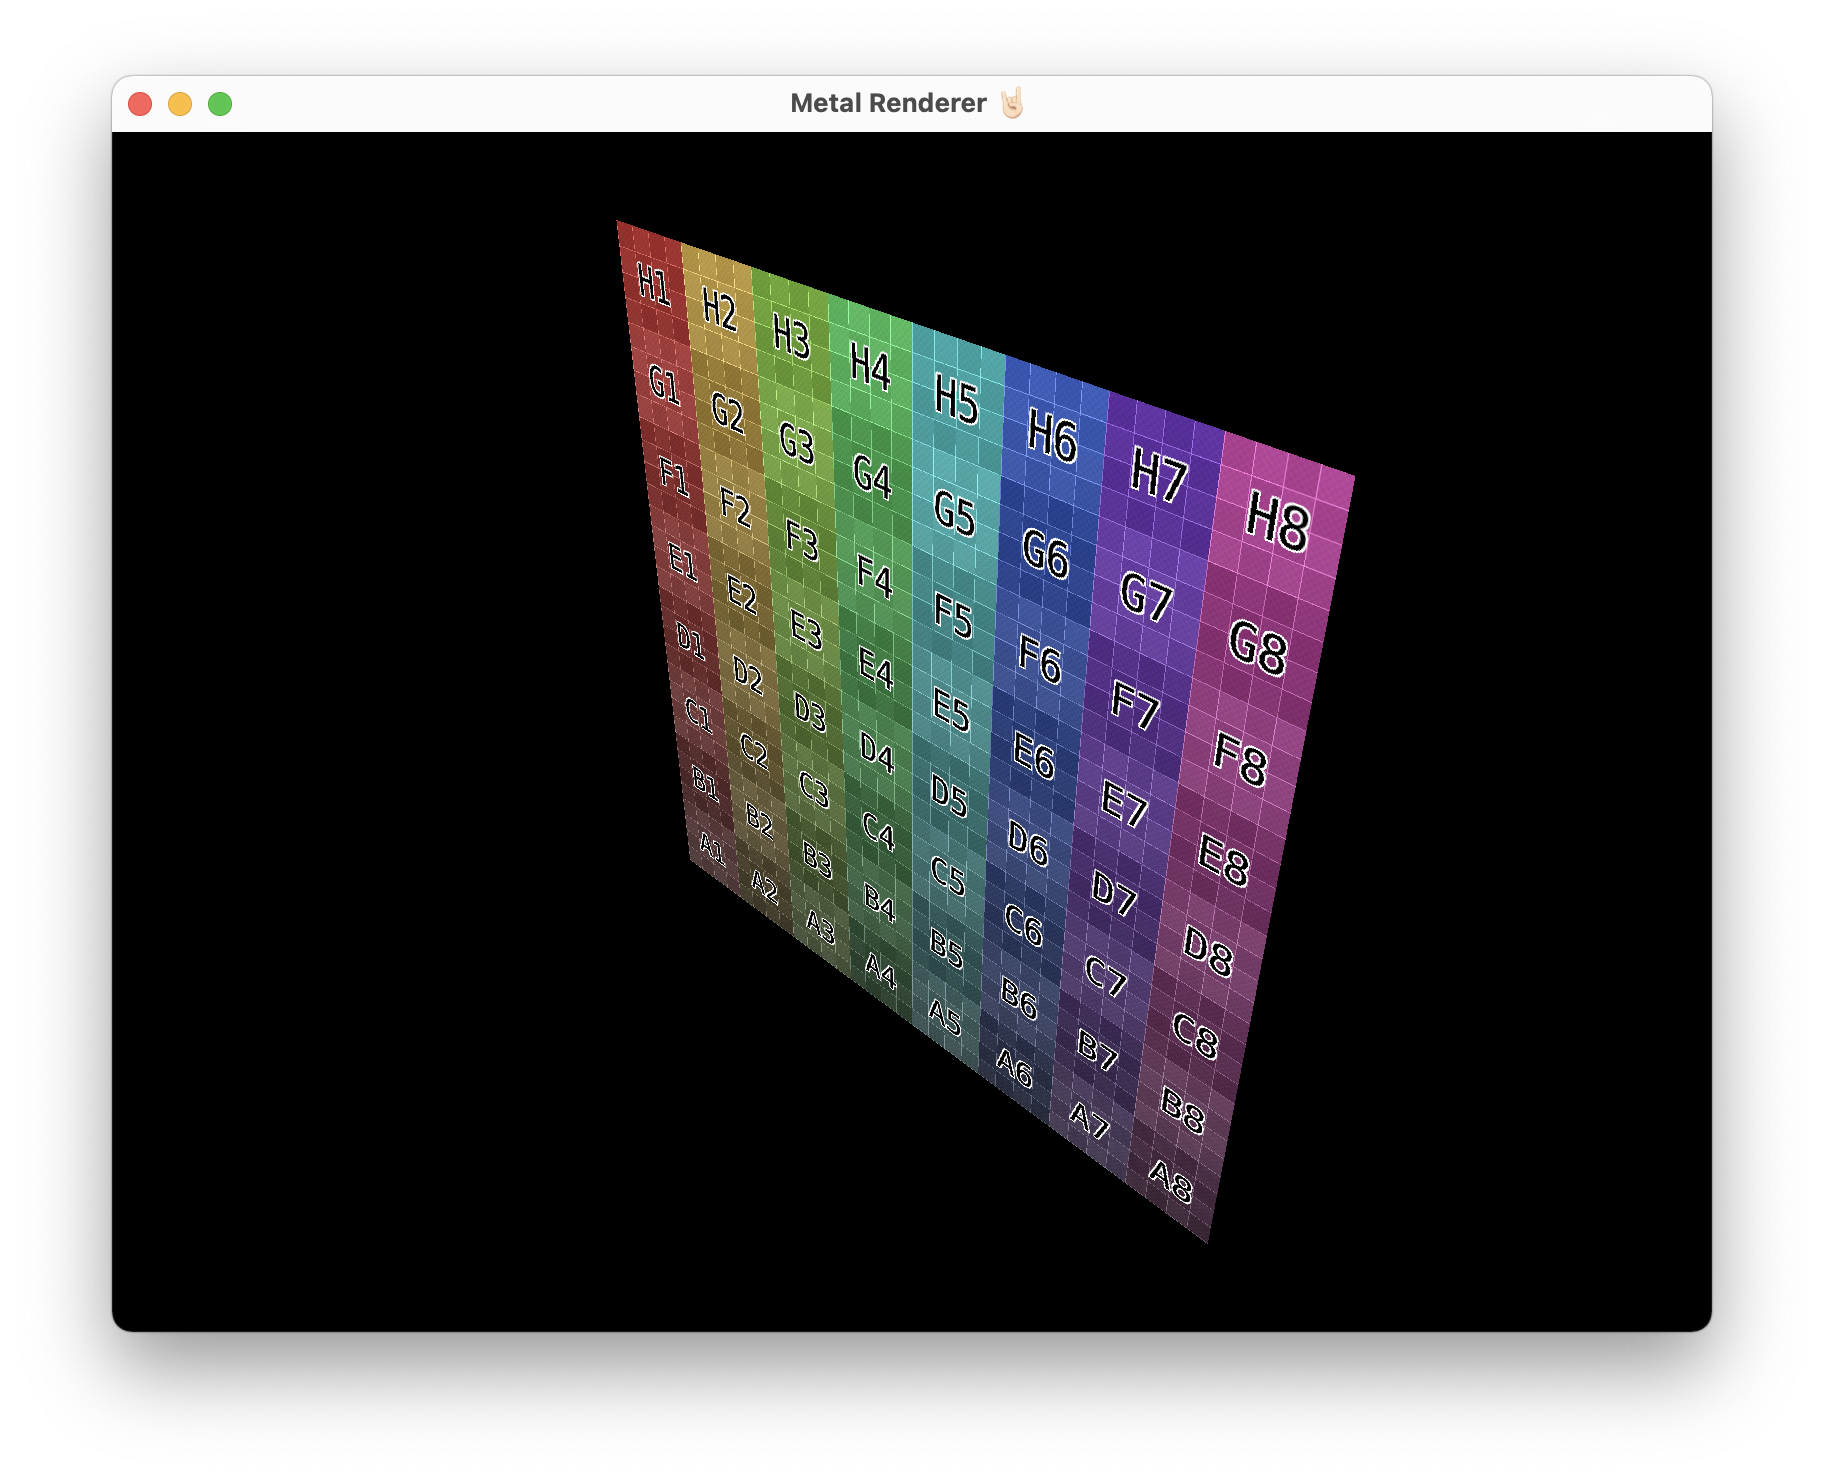 Metal Renderer 🤘🏻
H1 H2 H3 H4 H5 H6 H7 H8
G1 G2 G3 G4 G5 G6 G7 G8
F1 F2 F3 F4 F5 F6 F7 F8
E1 E2 E3 E4 E5 E6 E7 E8
D1 D2 D3 D4 D5 D6 D7 D8
C1 C2 C3 C4 C5 C6 C7 C8
B1 B2 B3 B4 B5 B6 B7 B8
A1 A2 A3 A4 A5 A6 A7 A8